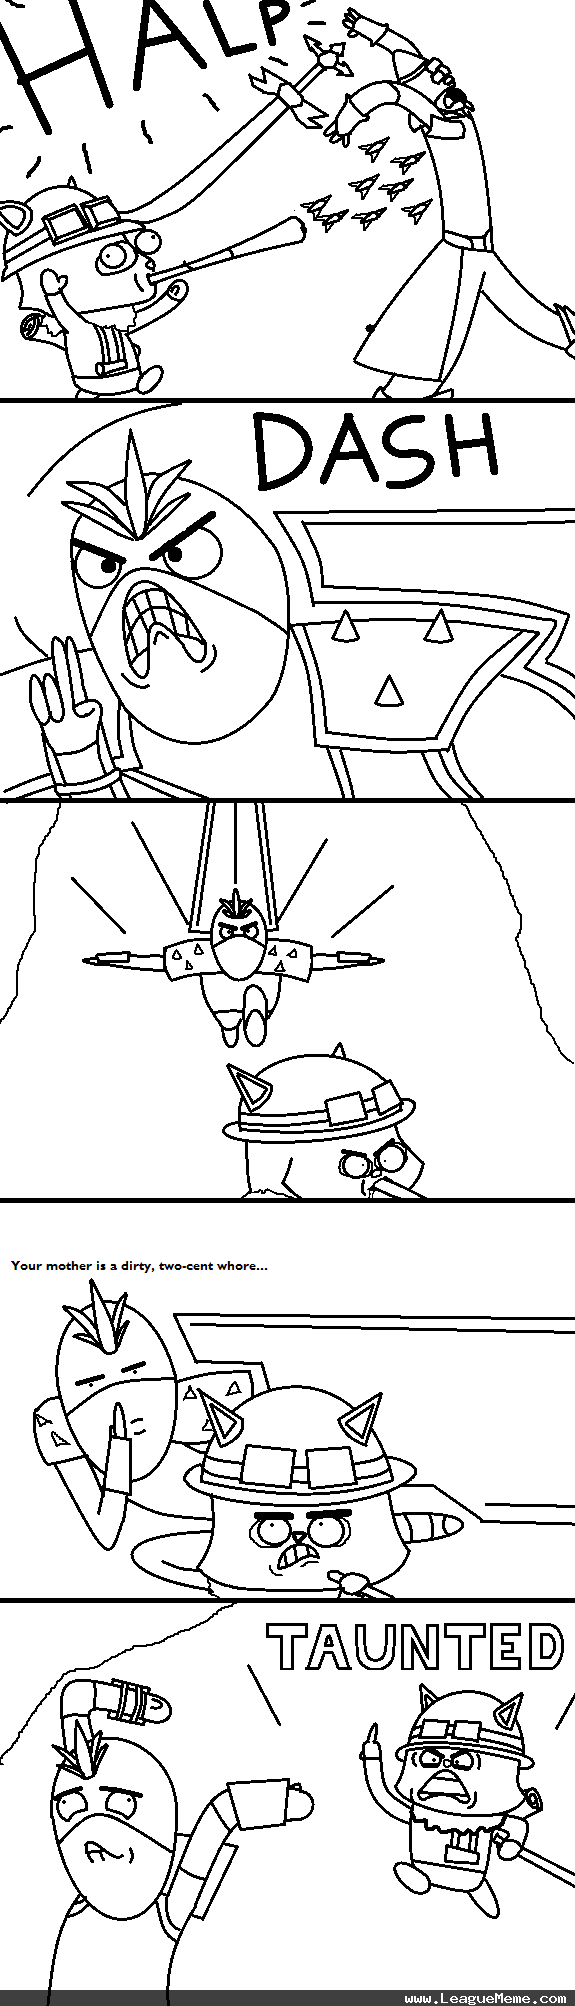 HALP
DASH
Your mother is a dirty, two-cent whore...
TAUNTED
www.LeagueMeme.com